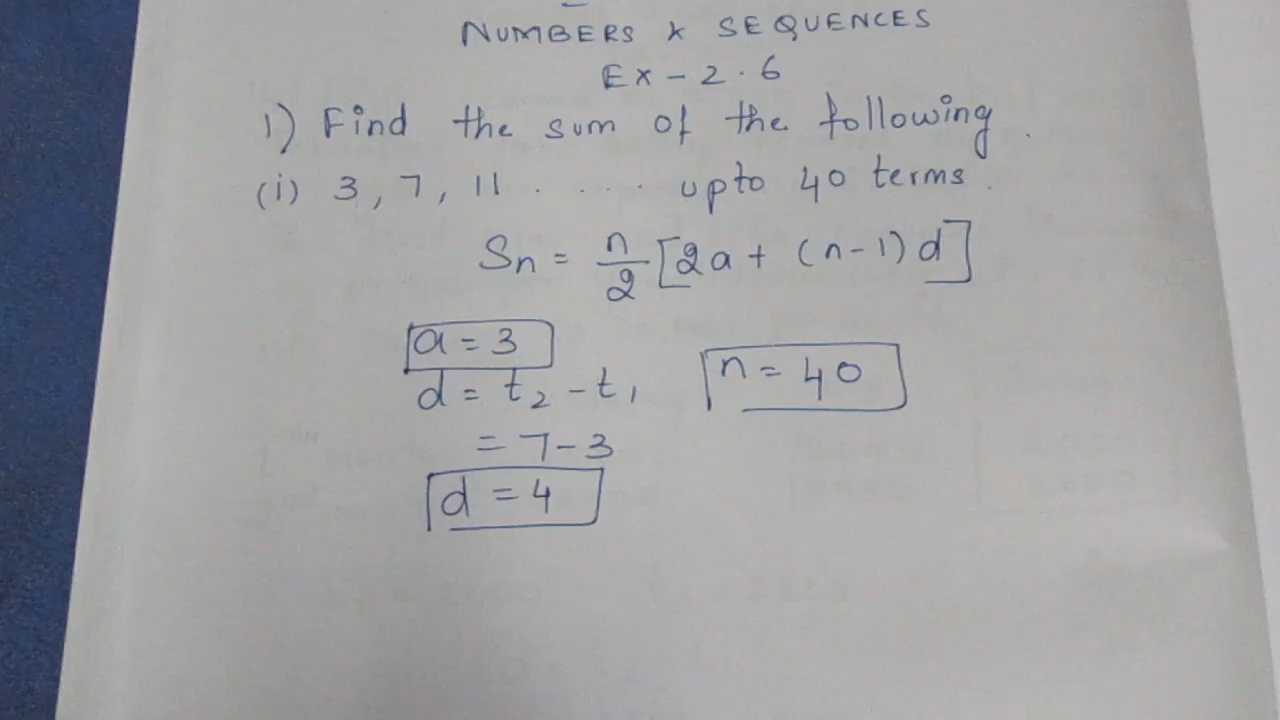 NUMBERS & SEQUENCES
Ex - 2.6
1) Find the sum of the following.
(i) 3, 7, 11 . .... upto 40 terms.
Sn = n/2 [2a + (n-1)d]
a = 3
d = t2 - t1
n = 40
= 7 - 3
d = 4